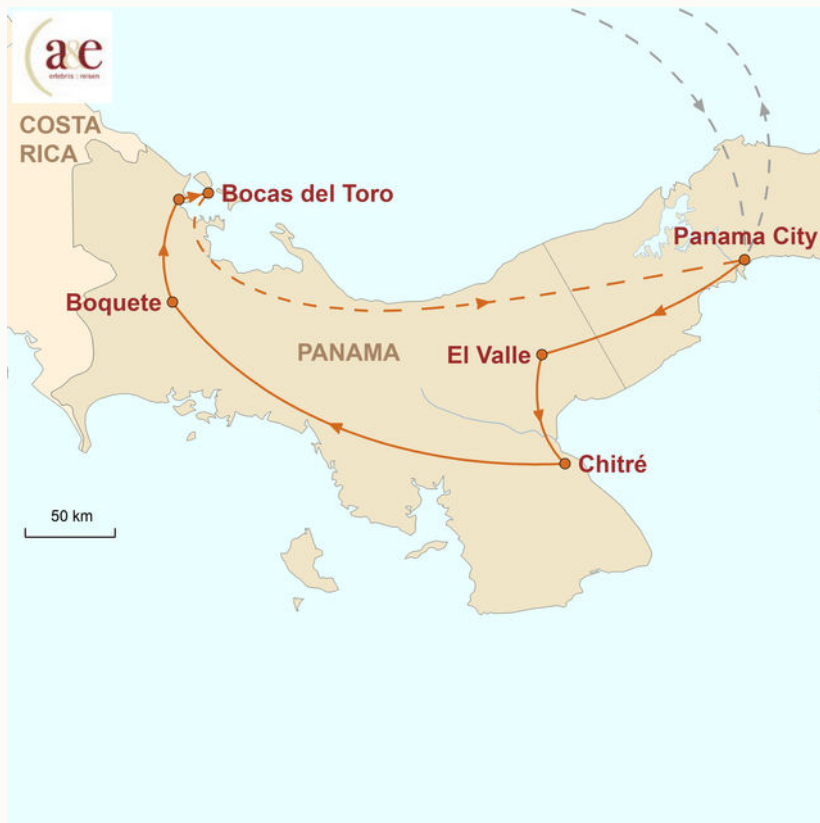 a&e
erlebnis : reisen
COSTA
RICA
Bocas del Toro
Panama City
Boquete
PANAMA
El Valle
Chitré
50 km